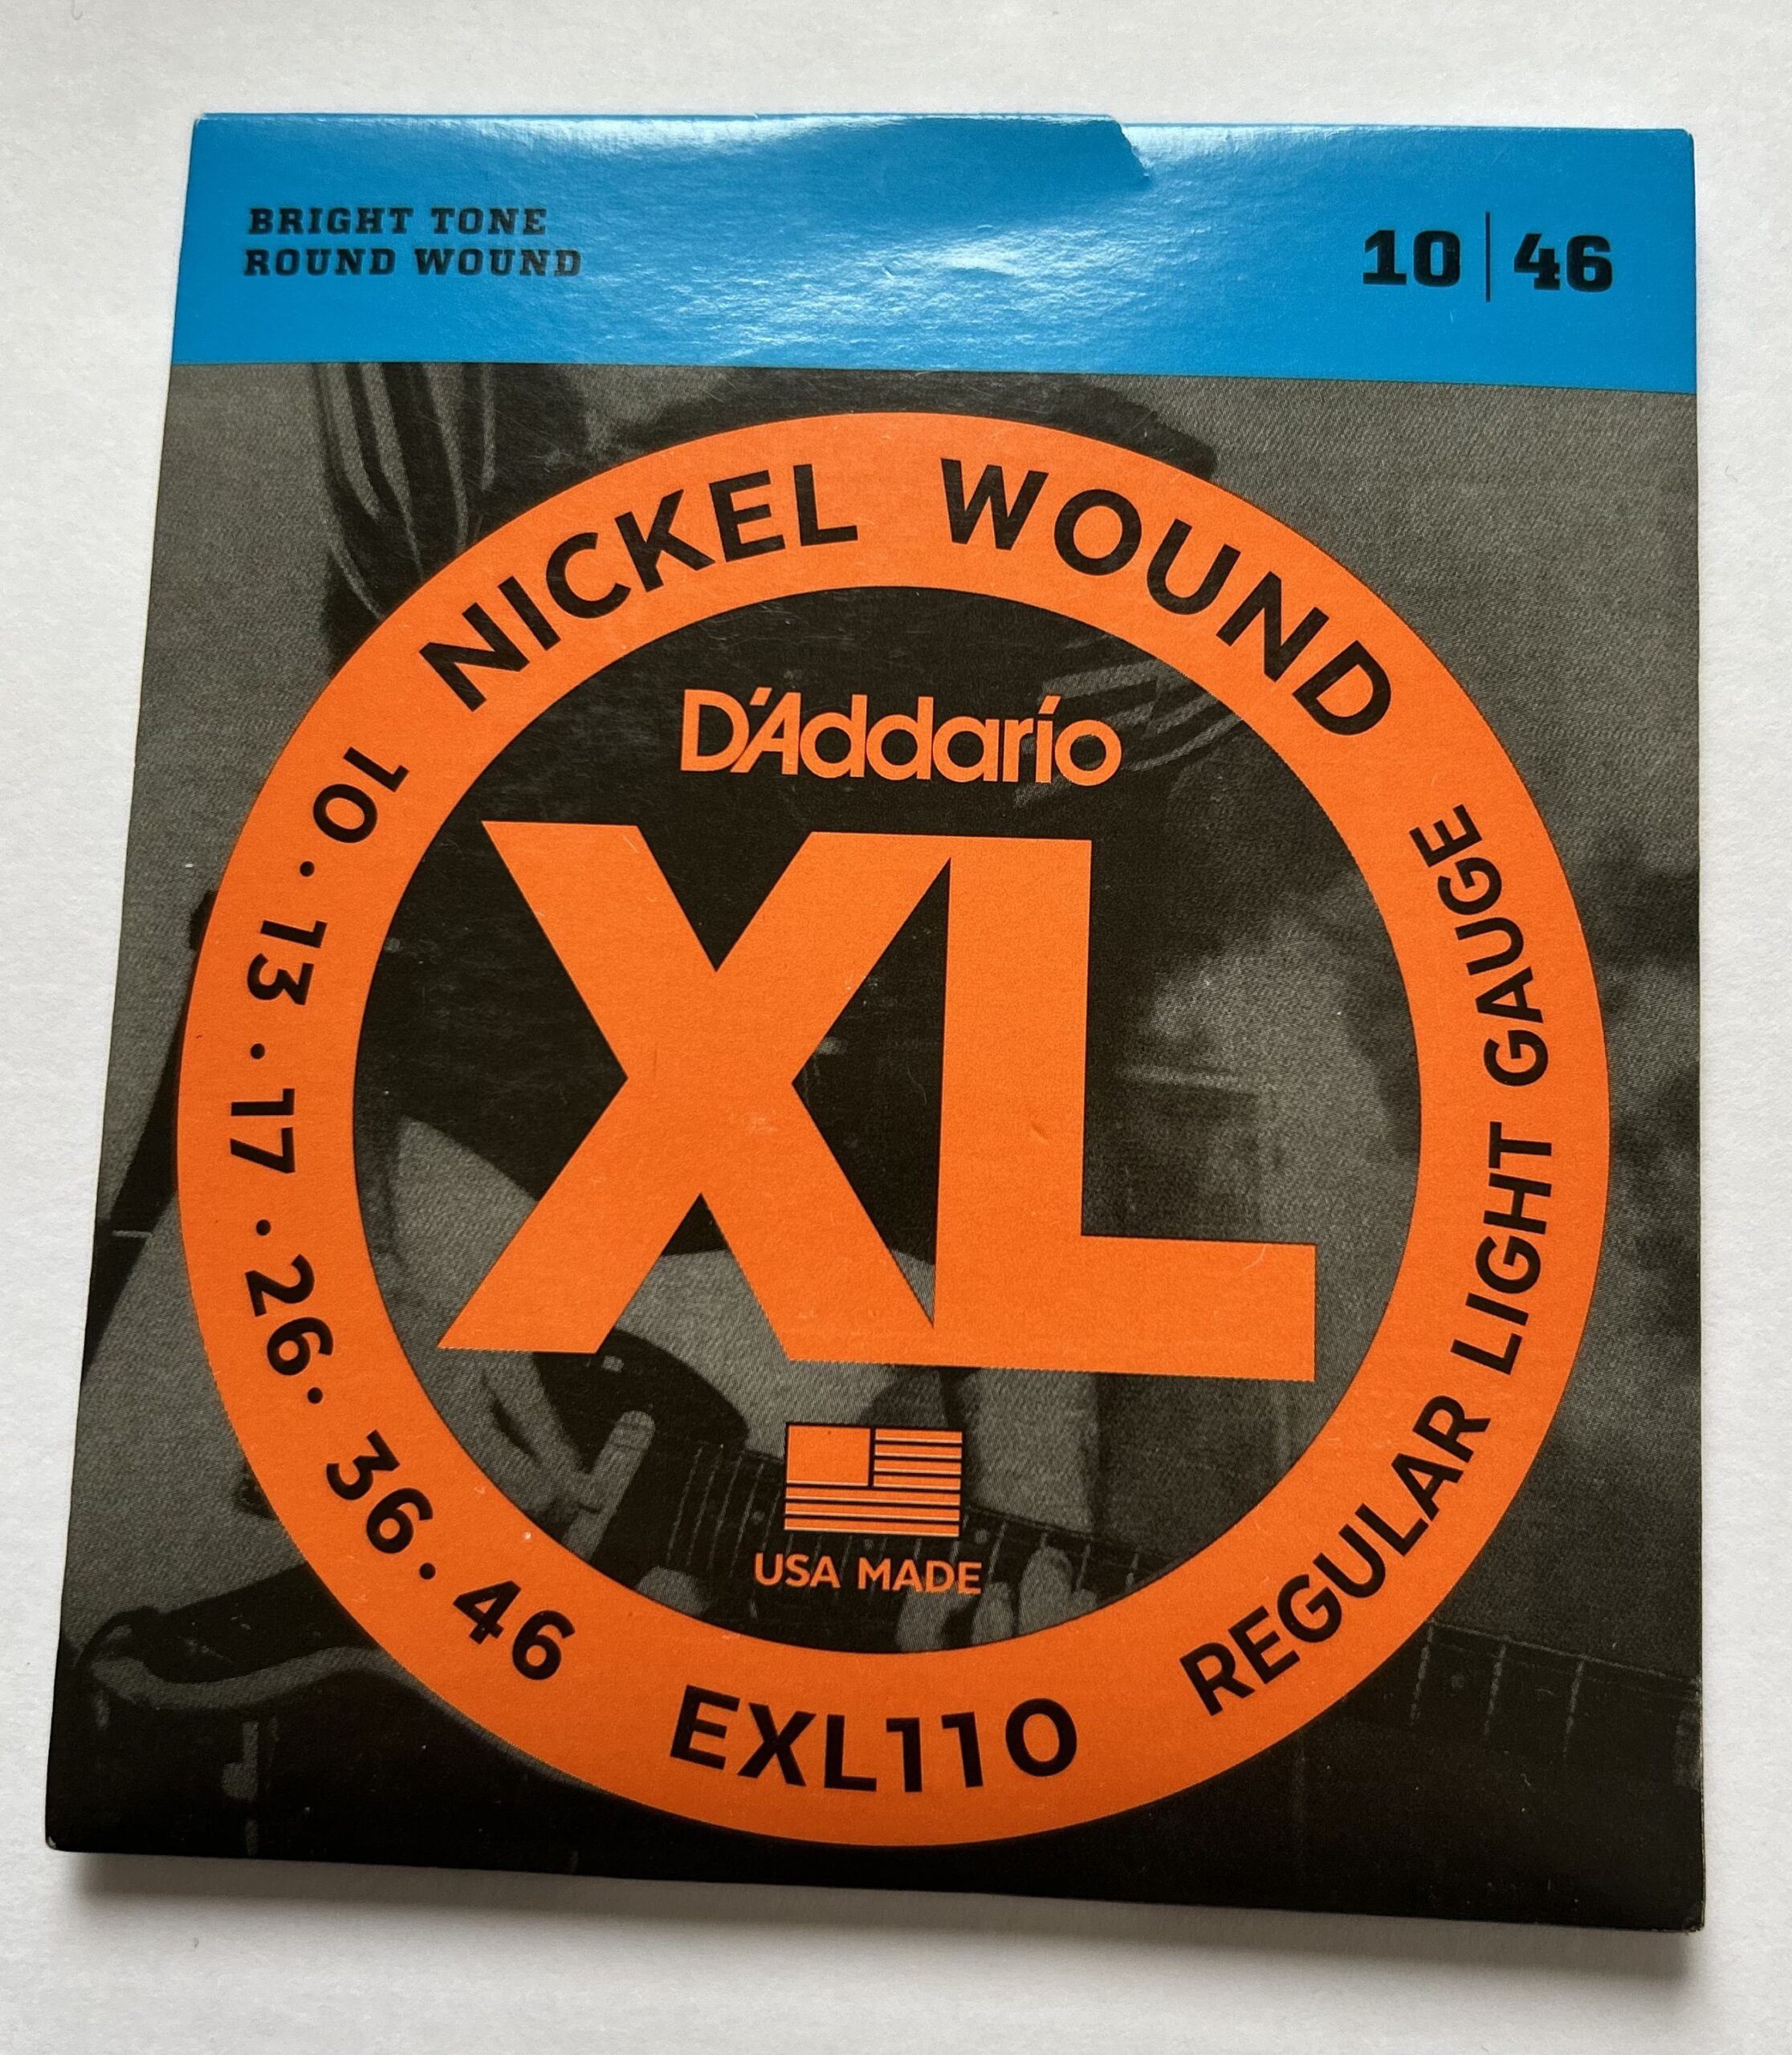 BRIGHT TONE
ROUND WOUND
10 | 46
NICKEL WOUND
D'Addario
XL
USA MADE
10 · 13 · 17 · 26 · 36 · 46
EXL110
REGULAR LIGHT GAUGE